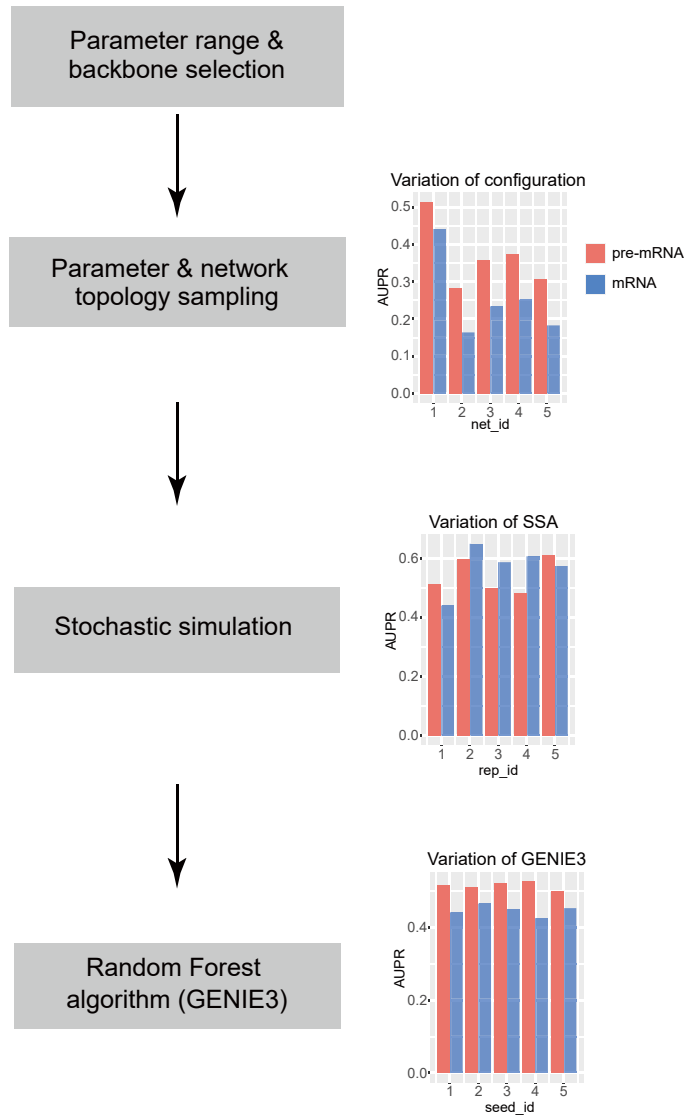 Parameter range &
backbone selection
Variation of configuration
0.5
0.4
0.3
0.2
0.1
0.0
AUPR
1 2 3 4 5
net_id
pre-mRNA
mRNA
Parameter & network
topology sampling
Variation of SSA
0.6
0.4
0.2
0.0
AUPR
1 2 3 4 5
rep_id
Stochastic simulation
Variation of GENIE3
0.4
0.2
0.0
AUPR
1 2 3 4 5
seed_id
Random Forest
algorithm (GENIE3)